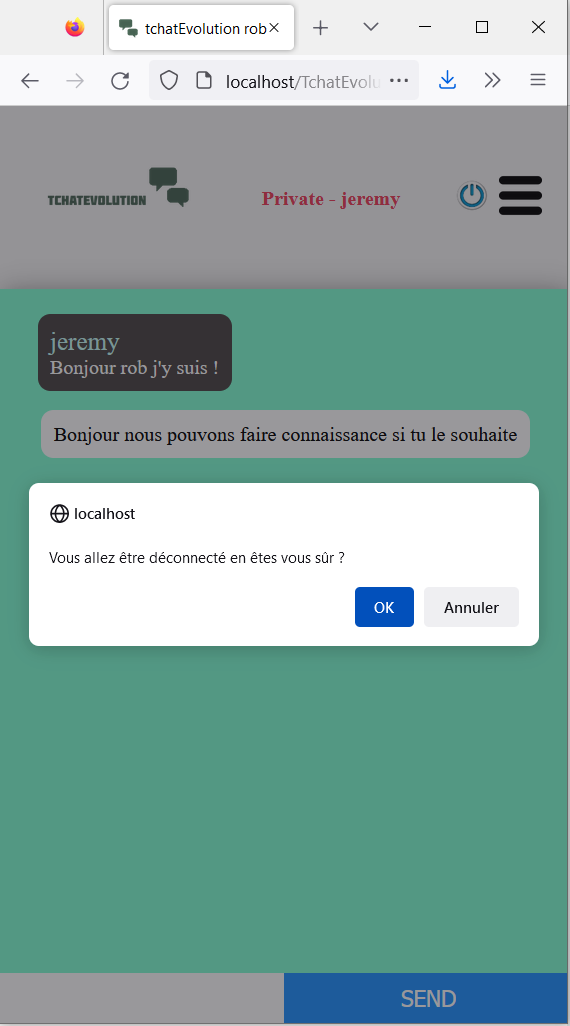 tchatEvolution rob
localhost/TchatEvolu
TCHATEVOLUTION
Private - jeremy
jeremy
Bonjour rob j'y suis !
Bonjour nous pouvons faire connaissance si tu le souhaite
localhost
Vous allez être déconnecté en êtes vous sûr ?
OK
Annuler
SEND